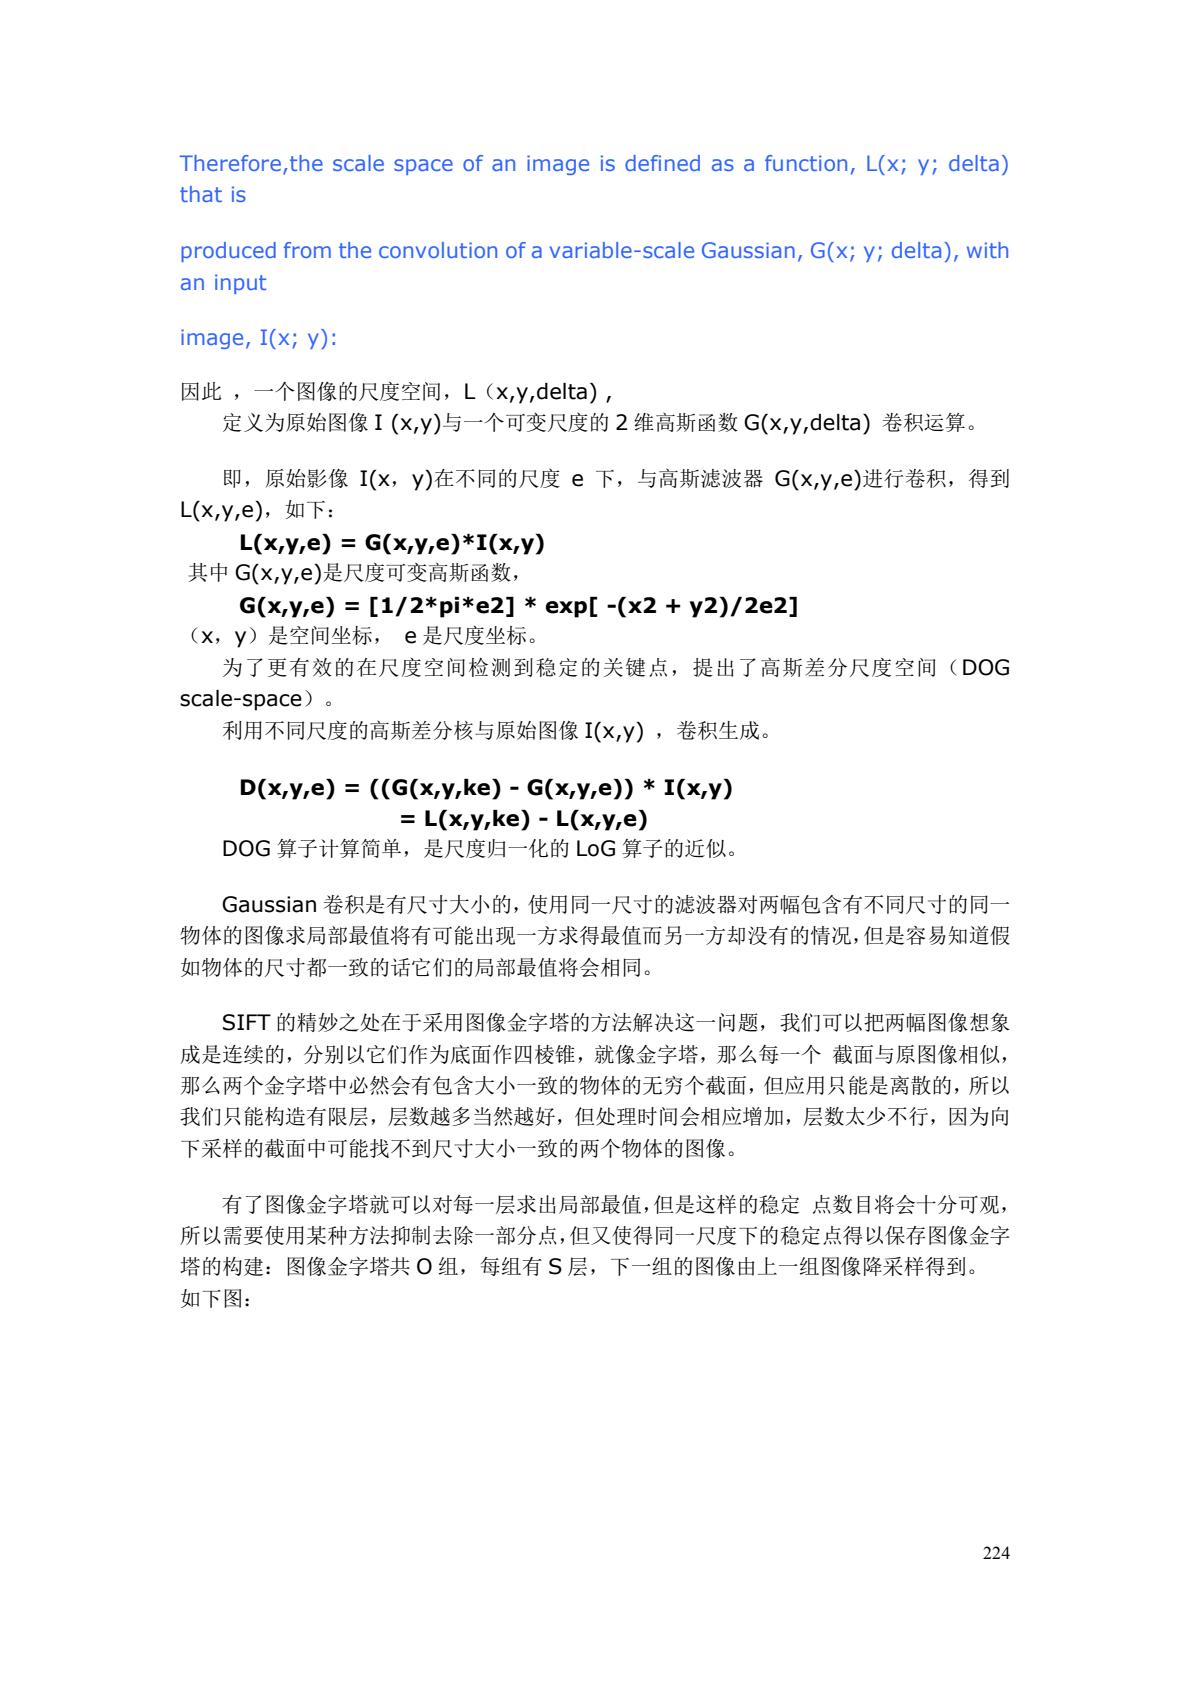 Therefore,the scale space of an image is defined as a function, L(x; y; delta)
that is
produced from the convolution of a variable-scale Gaussian, G(x; y; delta), with
an input
image, I(x; y):
因此 ，一个图像的尺度空间，L（x,y,delta) ,
定义为原始图像 I (x,y)与一个可变尺度的 2 维高斯函数 G(x,y,delta) 卷积运算。
即，原始影像 I(x，y)在不同的尺度 e 下，与高斯滤波器 G(x,y,e)进行卷积，得到
L(x,y,e)，如下：
L(x,y,e) = G(x,y,e)*I(x,y)
其中 G(x,y,e)是尺度可变高斯函数，
G(x,y,e) = [1/2*pi*e2] * exp[ -(x2 + y2)/2e2]
（x，y）是空间坐标， e 是尺度坐标。
为了更有效的在尺度空间检测到稳定的关键点，提出了高斯差分尺度空间（DOG
scale-space）。
利用不同尺度的高斯差分核与原始图像 I(x,y) ，卷积生成。
D(x,y,e) = ((G(x,y,ke) - G(x,y,e)) * I(x,y)
= L(x,y,ke) - L(x,y,e)
DOG 算子计算简单，是尺度归一化的 LoG 算子的近似。
Gaussian 卷积是有尺寸大小的，使用同一尺寸的滤波器对两幅包含有不同尺寸的同一
物体的图像求局部最值将有可能出现一方求得最值而另一方却没有的情况，但是容易知道假
如物体的尺寸都一致的话它们的局部最值将会相同。
SIFT 的精妙之处在于采用图像金字塔的方法解决这一问题，我们可以把两幅图像想象
成是连续的，分别以它们作为底面作四棱锥，就像金字塔，那么每一个 截面与原图像相似，
那么两个金字塔中必然会有包含大小一致的物体的无穷个截面，但应用只能是离散的，所以
我们只能构造有限层，层数越多当然越好，但处理时间会相应增加，层数太少不行，因为向
下采样的截面中可能找不到尺寸大小一致的两个物体的图像。
有了图像金字塔就可以对每一层求出局部最值，但是这样的稳定 点数目将会十分可观，
所以需要使用某种方法抑制去除一部分点，但又使得同一尺度下的稳定点得以保存图像金字
塔的构建：图像金字塔共 O 组，每组有 S 层，下一组的图像由上一组图像降采样得到。
如下图：
224